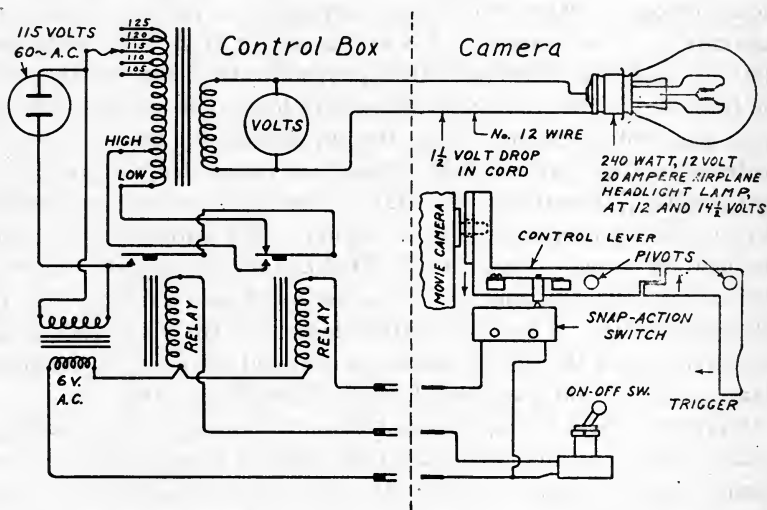 115 VOLTS
60~ A.C.
125
120
115
110
105
HIGH
LOW
Control Box
VOLTS
Camera
No. 12 WIRE
1½ VOLT DROP
IN CORD
240 WATT, 12 VOLT
20 AMPERE AIRPLANE
HEADLIGHT LAMP,
AT 12 AND 14½ VOLTS
MOVIE CAMERA
CONTROL LEVER
PIVOTS
SNAP-ACTION
SWITCH
TRIGGER
RELAY
RELAY
6 V.
A.C.
ON-OFF SW.